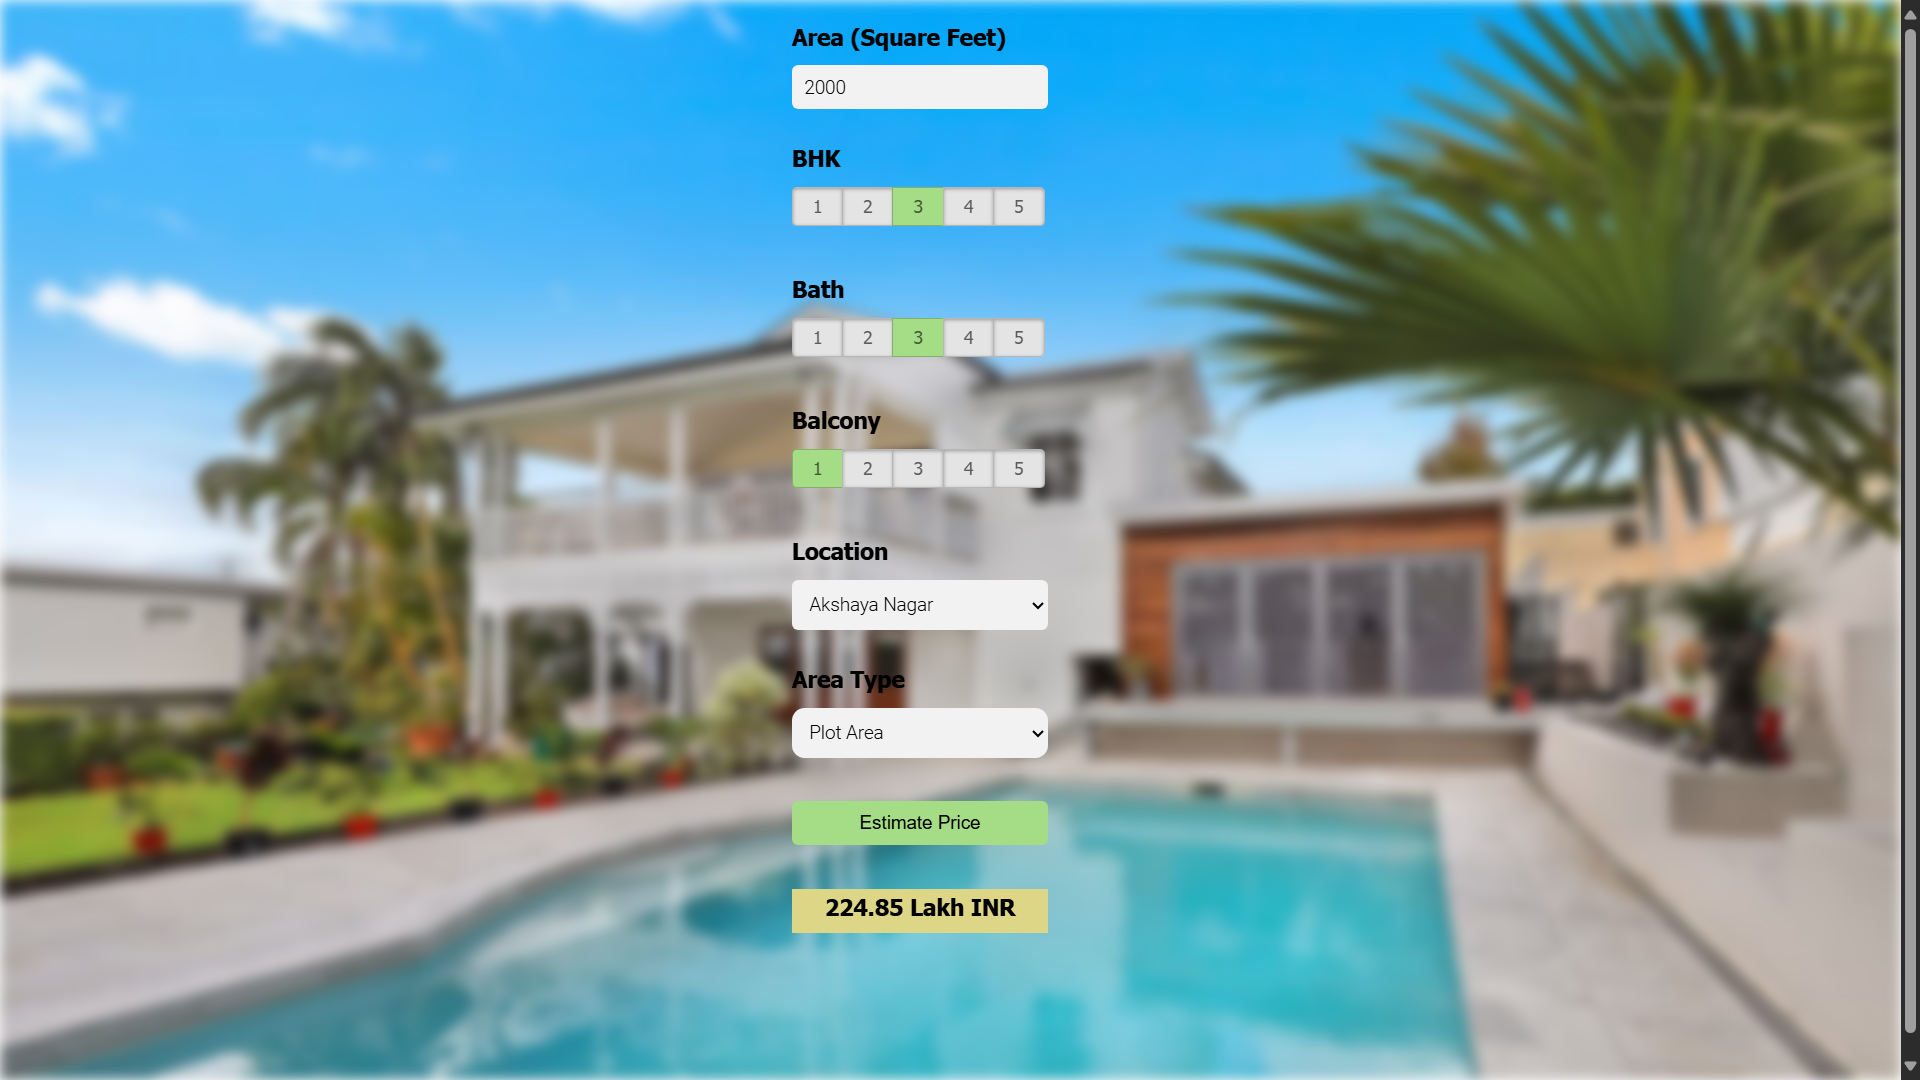 Area (Square Feet)
2000
BHK
1 2 3 4 5
Bath
1 2 3 4 5
Balcony
1 2 3 4 5
Location
Akshaya Nagar
Area Type
Plot Area
Estimate Price
224.85 Lakh INR